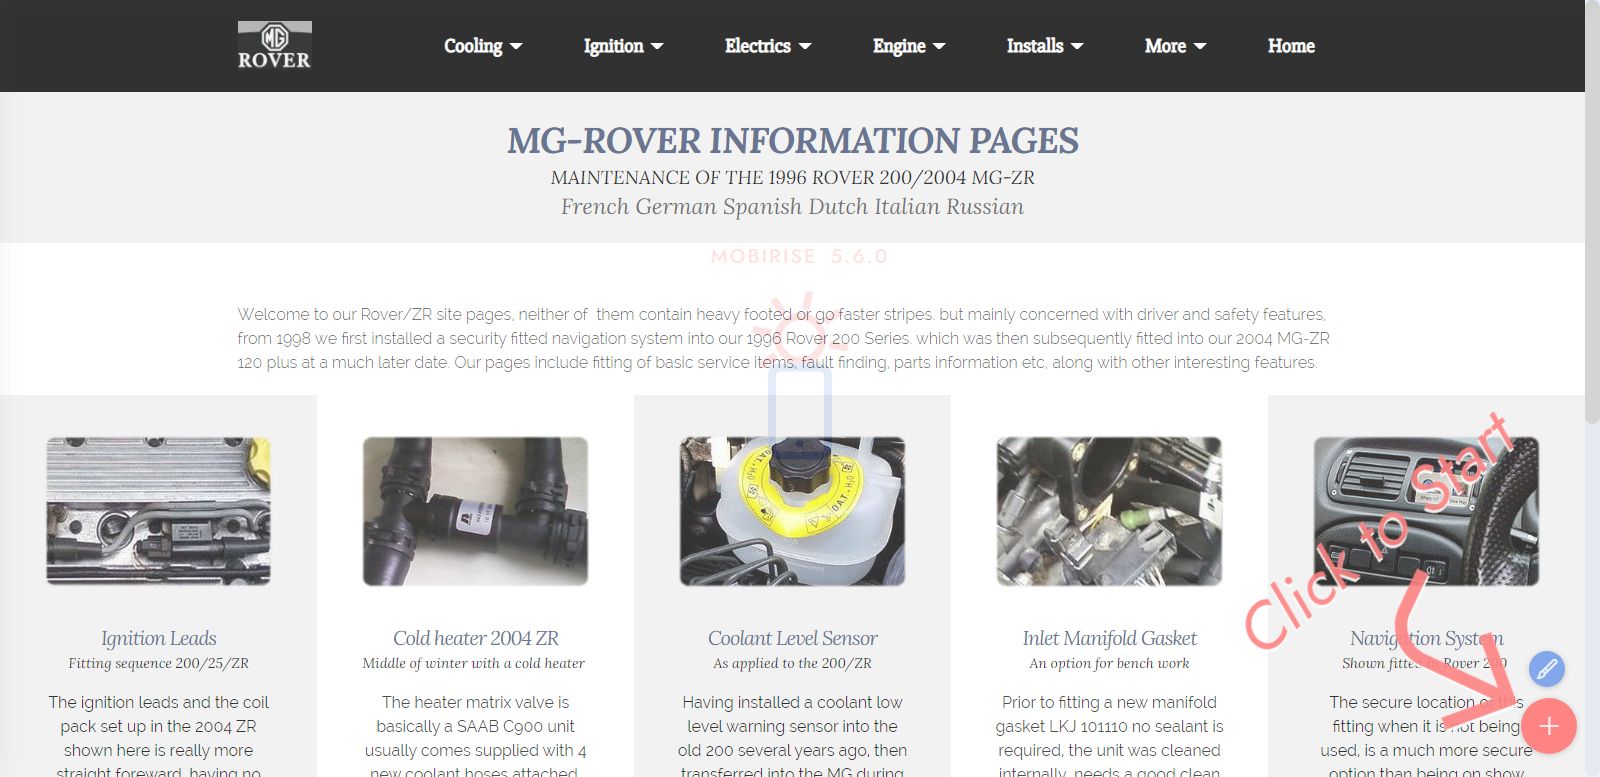 MG
ROVER
Cooling
Ignition
Electrics
Engine
Installs
More
Home
MG-ROVER INFORMATION PAGES
MAINTENANCE OF THE 1996 ROVER 200/2004 MG-ZR
French German Spanish Dutch Italian Russian
MOBIRISE 5.6.0
Welcome to our Rover/ZR site pages, neither of them contain heavy footed or go faster stripes. but mainly concerned with driver and safety features,
from 1998 we first installed a security fitted navigation system into our 1996 Rover 200 Series. which was then subsequently fitted into our 2004 MG-ZR
120 plus at a much later date. Our pages include fitting of basic service items, fault finding, parts information etc, along with other interesting features.
Click to Start
Ignition Leads
Fitting sequence 200/25/ZR
The ignition leads and the coil
pack set up in the 2004 ZR
shown here is really more
straight foreward, having no
Cold heater 2004 ZR
Middle of winter with a cold heater
The heater matrix valve is
basically a SAAB C900 unit
usually comes supplied with 4
new coolant hoses attached
Coolant Level Sensor
As applied to the 200/ZR
Having installed a coolant low
level warning sensor into the
old 200 several years ago, then
transferred into the MG during
Inlet Manifold Gasket
An option for bench work
Prior to fitting a new manifold
gasket LKJ 101110 no sealant is
required, the unit was cleaned
internally, needs a good clean
Navigation System
Shown fitted in Rover 200
The secure location of this
fitting when it is not being
used, is a much more secure
option than being on show